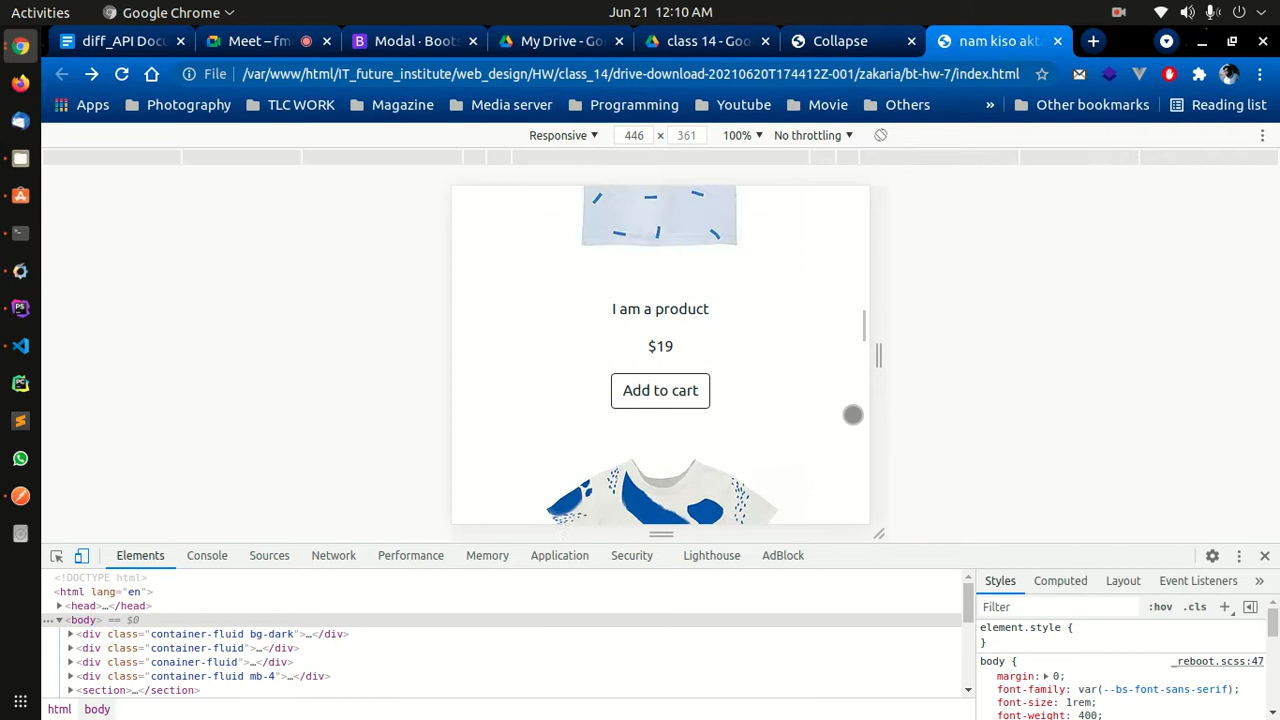 Activities Google Chrome Jun 21 12:10 AM
diff_API Docu Meet – fm Modal · Boots My Drive - Go class 14 - Goo Collapse nam kiso akt
File /var/www/html/IT_future_institute/web_design/HW/class_14/drive-download-20210620T174412Z-001/zakaria/bt-hw-7/index.html
Apps Photography TLC WORK Magazine Media server Programming Youtube Movie Others » Other bookmarks Reading list
Responsive 446 × 361 100% No throttling
I am a product
$19
Add to cart
Elements Console Sources Network Performance Memory Application Security Lighthouse AdBlock
<!DOCTYPE html>
<html lang="en">
<head>…</head>
<body> == $0
<div class="container-fluid bg-dark">…</div>
<div class="container-fluid">…</div>
<div class="conainer-fluid">…</div>
<div class="container-fluid mb-4">…</div>
<section>…</section>
html body
Styles Computed Layout Event Listeners »
Filter :hov .cls +
element.style {
}
body { _reboot.scss:47
margin: 0;
font-family: var(--bs-font-sans-serif);
font-size: 1rem;
font-weight: 400;